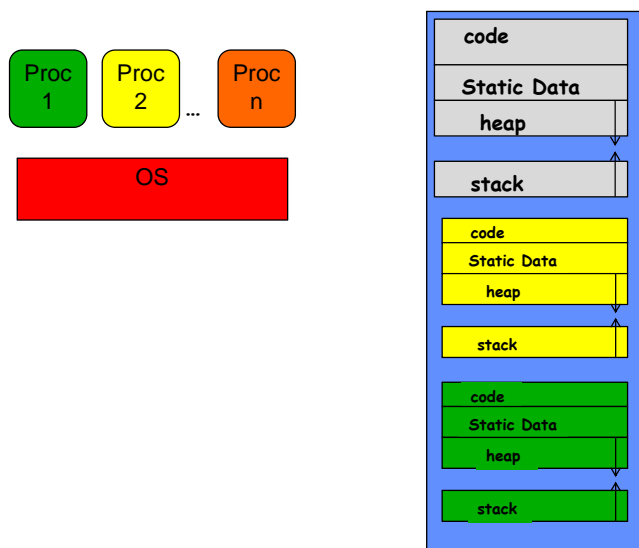 Proc
1
Proc
2
...
Proc
n
OS
code
Static Data
heap
stack
code
Static Data
heap
stack
code
Static Data
heap
stack